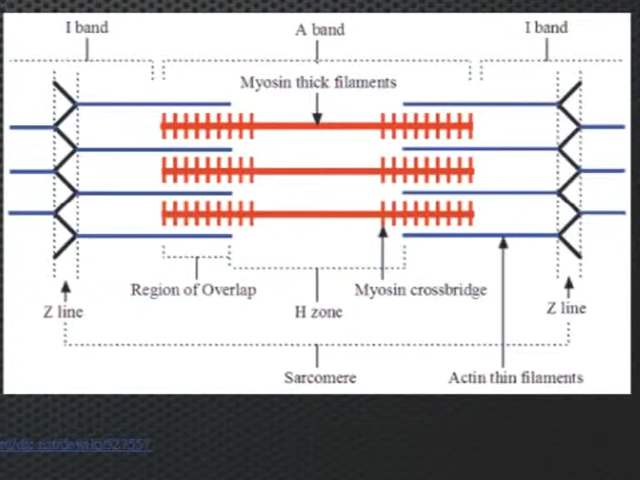 I band
A band
I band
Myosin thick filaments
Region of Overlap
Myosin crossbridge
Z line
H zone
Z line
Sarcomere
Actin thin filaments